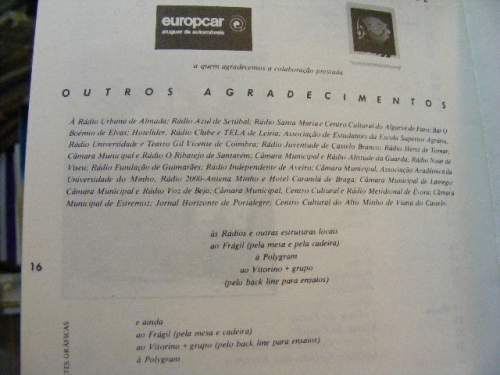 europcar
aluguer de automóveis
a quem agradecemos a colaboração prestada.
OUTROS AGRADECIMENTOS
À Rádio Urbana de Almada; Rádio Azul de Setúbal; Rádio Santa Maria e Centro Cultural do Algarve de Faro; Bar O
Boémio de Elvas; Hotelider, Rádio Clube e TELA de Leiria; Associação de Estudantes da Escola Superior Agrária,
Rádio Universidade e Teatro Gil Vicente de Coimbra; Rádio Juventude de Castelo Branco; Rádio Hertz de Tomar;
Câmara Municipal e Rádio O Ribatejo de Santarém; Câmara Municipal e Rádio Altitude da Guarda; Rádio Noar de
Viseu; Rádio Fundação de Guimarães; Rádio Independente de Aveiro; Câmara Municipal, Associação Académica da
Universidade do Minho, Rádio 2000-Antena Minho e Hotel Carandá de Braga; Câmara Municipal de Lamego;
Câmara Municipal e Rádio Voz de Beja; Câmara Municipal, Centro Cultural e Rádio Meridional de Évora; Câmara
Municipal de Estremoz; Jornal Horizonte de Portalegre; Centro Cultural do Alto Minho de Viana do Castelo;
às Rádios e outras estruturas locais
ao Frágil (pela mesa e pela cadeira)
à Polygram
ao Vitorino + grupo
(pelo back line para ensaios)
16
e ainda
ao Frágil (pela mesa e cadeira)
ao Vitorino + grupo (pelo back line para ensaios)
à Polygram
TES GRÁFICAS